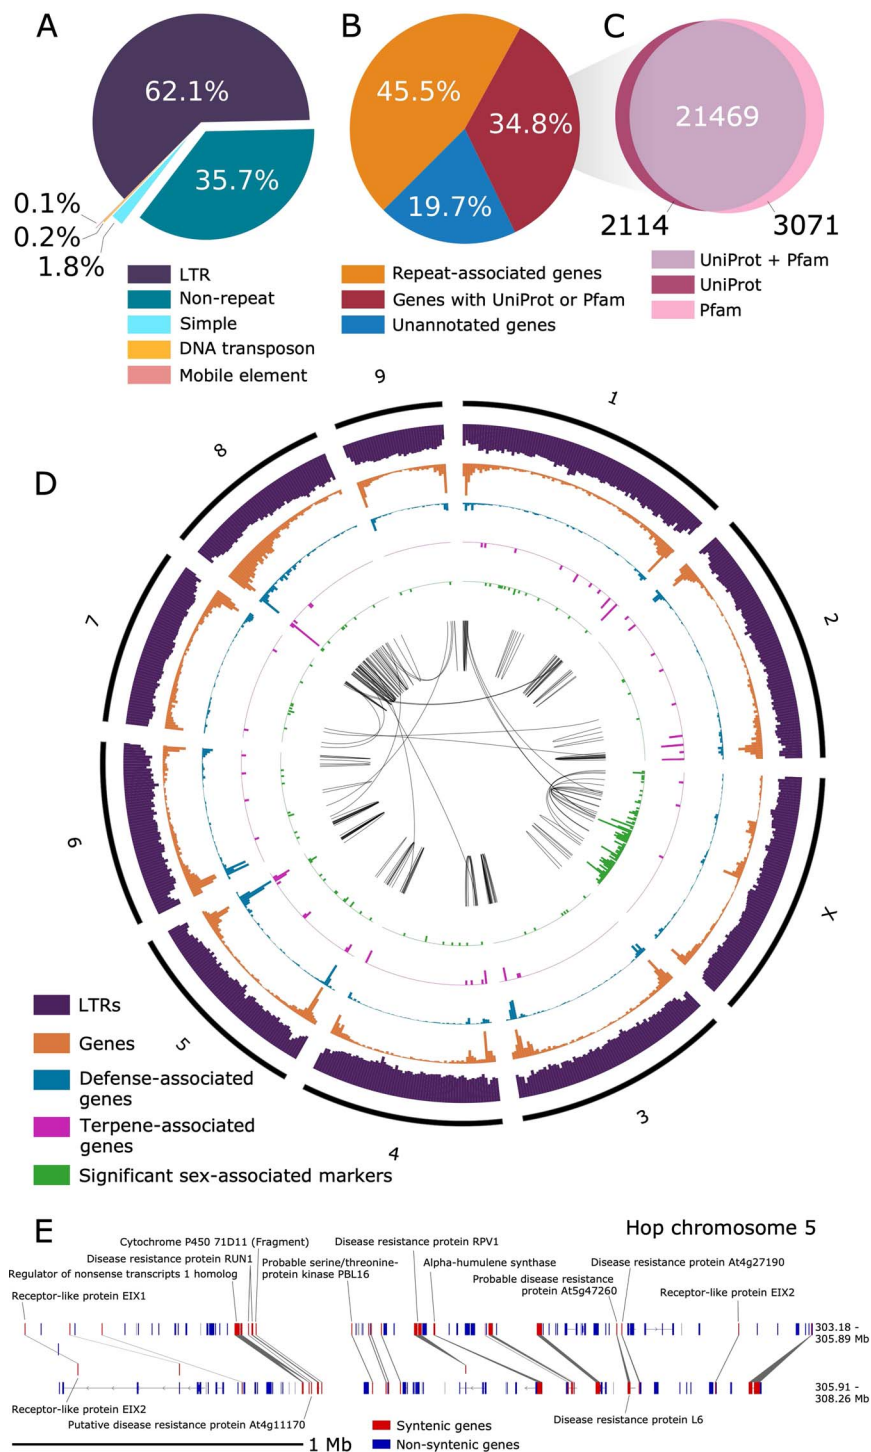 A
B
C
62.1%
35.7%
0.1%
0.2%
1.8%
LTR
Non-repeat
Simple
DNA transposon
Mobile element
45.5%
34.8%
19.7%
Repeat-associated genes
Genes with UniProt or Pfam
Unannotated genes
21469
2114
3071
UniProt + Pfam
UniProt
Pfam
D
9
1
8
2
7
X
6
5
3
4
LTRs
Genes
Defense-associated
genes
Terpene-associated
genes
Significant sex-associated markers
E
Hop chromosome 5
Cytochrome P450 71D11 (Fragment)
Disease resistance protein RUN1
Regulator of nonsense transcripts 1 homolog
Receptor-like protein EIX1
Probable serine/threonine-
protein kinase PBL16
Disease resistance protein RPV1
Alpha-humulene synthase
Probable disease resistance
protein At5g47260
Disease resistance protein At4g27190
Receptor-like protein EIX2
303.18 -
305.89 Mb
305.91 -
308.26 Mb
Receptor-like protein EIX2
Putative disease resistance protein At4g11170
Disease resistance protein L6
1 Mb
Syntenic genes
Non-syntenic genes